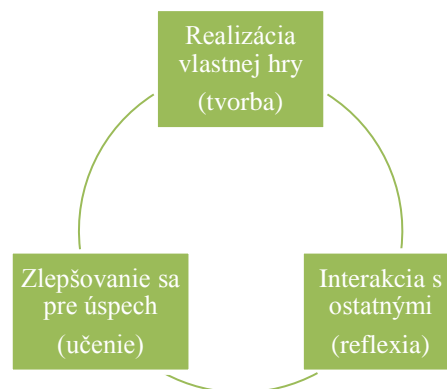 Realizácia
vlastnej hry
(tvorba)
Zlepšovanie sa
pre úspech
(učenie)
Interakcia s
ostatnými
(reflexia)